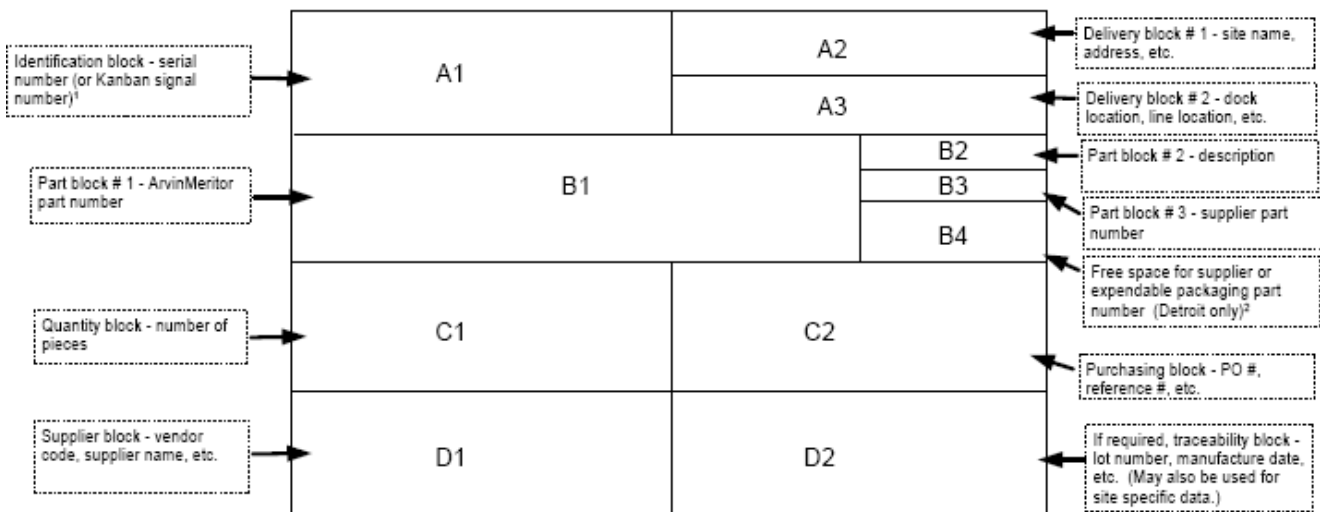 Identification block - serial
number (or Kanban signal
number)¹
A1
A2
Delivery block # 1 - site name,
address, etc.
A3
Delivery block # 2 - dock
location, line location, etc.
Part block # 1 - ArvinMeritor
part number
B1
B2
Part block # 2 - description
B3
Part block # 3 - supplier part
number
B4
Free space for supplier or
expendable packaging part
number (Detroit only)²
Quantity block - number of
pieces
C1
C2
Purchasing block - PO #,
reference #, etc.
Supplier block - vendor
code, supplier name, etc.
D1
D2
If required, traceability block -
lot number, manufacture date,
etc. (May also be used for
site specific data.)